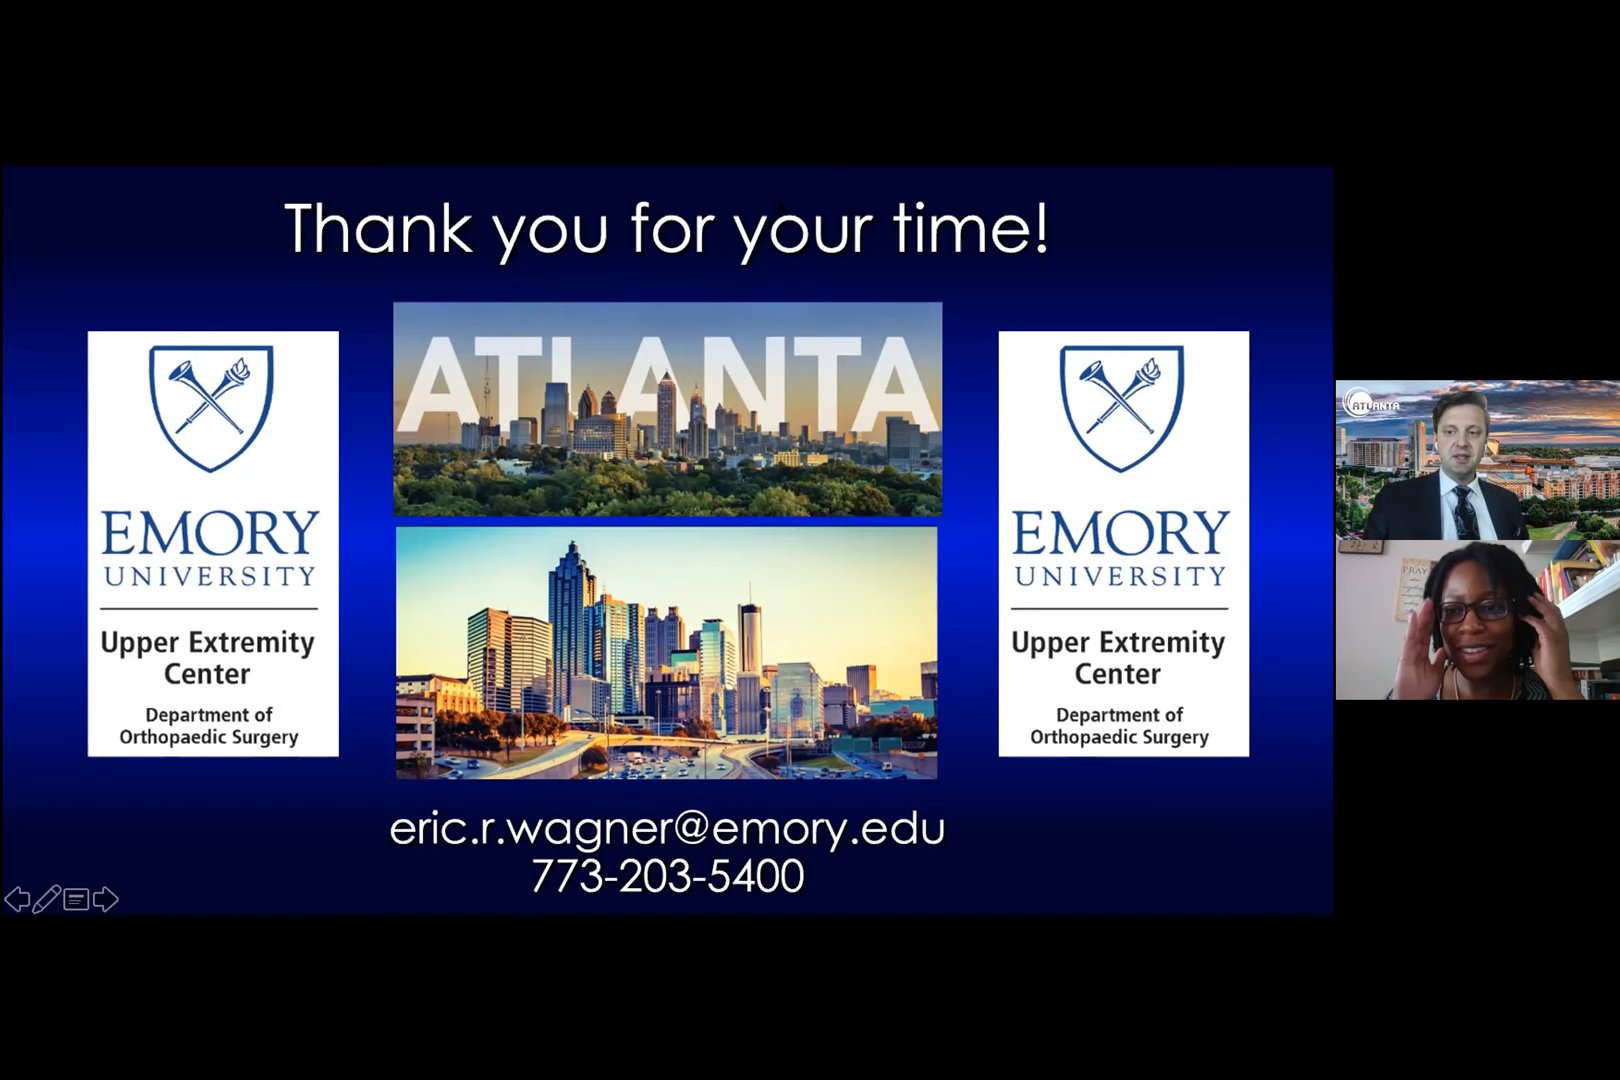 Thank you for your time!
ATLANTA
EMORY
UNIVERSITY
Upper Extremity
Center
Department of
Orthopaedic Surgery
EMORY
UNIVERSITY
Upper Extremity
Center
Department of
Orthopaedic Surgery
eric.r.wagner@emory.edu
773-203-5400
ATLANTA
PRAY